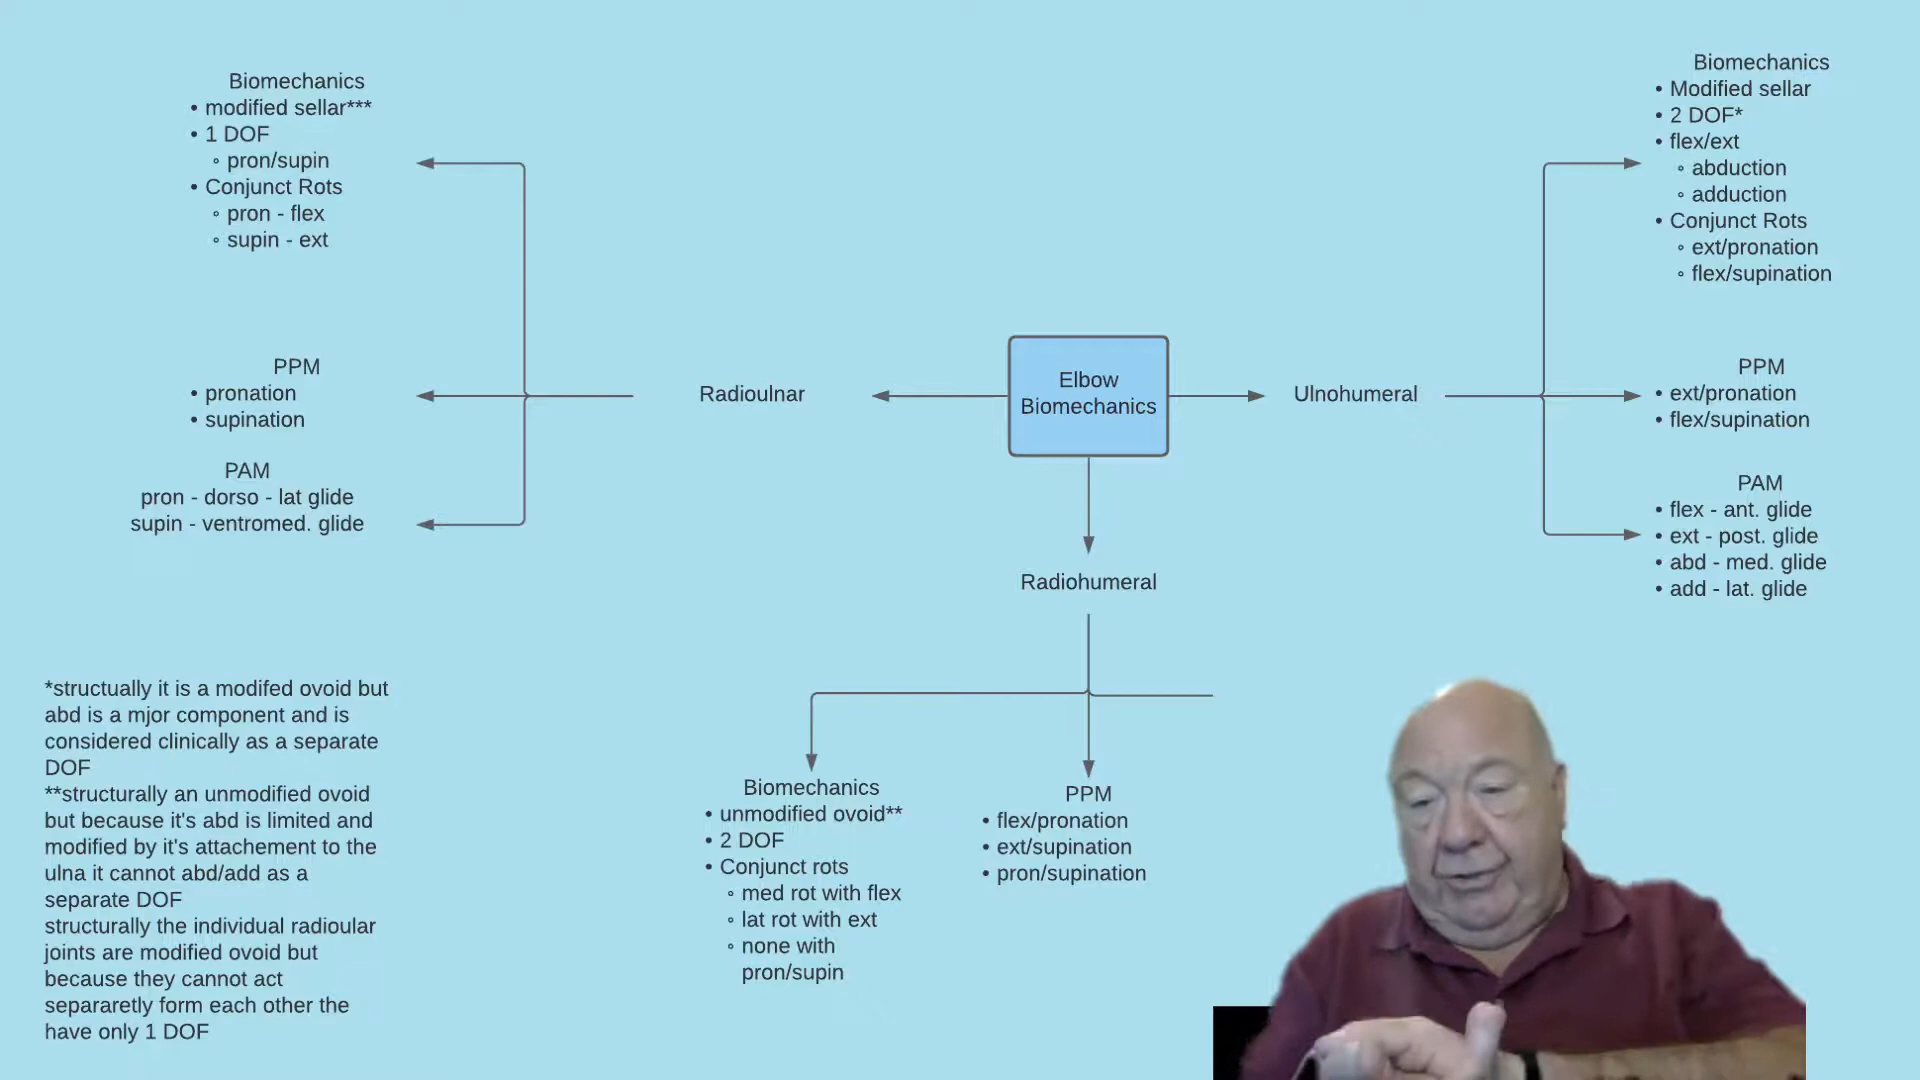 Biomechanics
• modified sellar***
• 1 DOF
◦ pron/supin
• Conjunct Rots
◦ pron - flex
◦ supin - ext
PPM
• pronation
• supination
PAM
pron - dorso - lat glide
supin - ventromed. glide
Radioulnar
Elbow
Biomechanics
Ulnohumeral
Biomechanics
• Modified sellar
• 2 DOF*
• flex/ext
◦ abduction
◦ adduction
• Conjunct Rots
◦ ext/pronation
◦ flex/supination
PPM
• ext/pronation
• flex/supination
PAM
• flex - ant. glide
• ext - post. glide
• abd - med. glide
• add - lat. glide
Radiohumeral
Biomechanics
• unmodified ovoid**
• 2 DOF
• Conjunct rots
◦ med rot with flex
◦ lat rot with ext
◦ none with
pron/supin
PPM
• flex/pronation
• ext/supination
• pron/supination
*structually it is a modifed ovoid but
abd is a mjor component and is
considered clinically as a separate
DOF
**structurally an unmodified ovoid
but because it's abd is limited and
modified by it's attachement to the
ulna it cannot abd/add as a
separate DOF
structurally the individual radioular
joints are modified ovoid but
because they cannot act
separaretly form each other the
have only 1 DOF